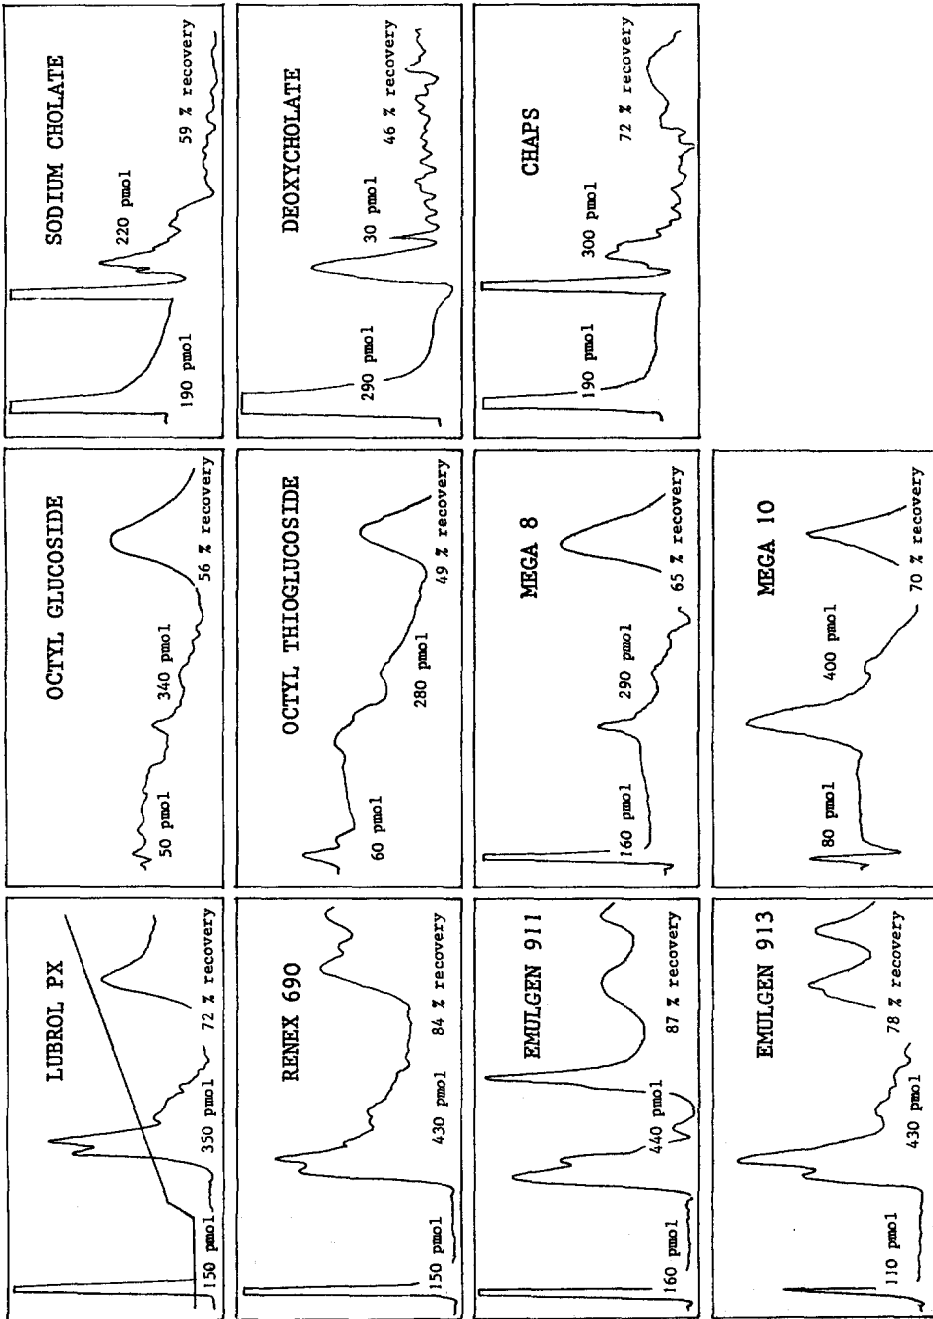 LUBROL PX
150 pmol
350 pmol
72 % recovery
OCTYL GLUCOSIDE
50 pmol
340 pmol
56 % recovery
SODIUM CHOLATE
190 pmol
220 pmol
59 % recovery
RENEX 690
150 pmol
430 pmol
84 % recovery
OCTYL THIOGLUCOSIDE
60 pmol
280 pmol
49 % recovery
DEOXYCHOLATE
290 pmol
30 pmol
46 % recovery
EMULGEN 911
160 pmol
440 pmol
87 % recovery
MEGA 8
160 pmol
290 pmol
65 % recovery
CHAPS
190 pmol
300 pmol
72 % recovery
EMULGEN 913
110 pmol
430 pmol
78 % recovery
MEGA 10
80 pmol
400 pmol
70 % recovery